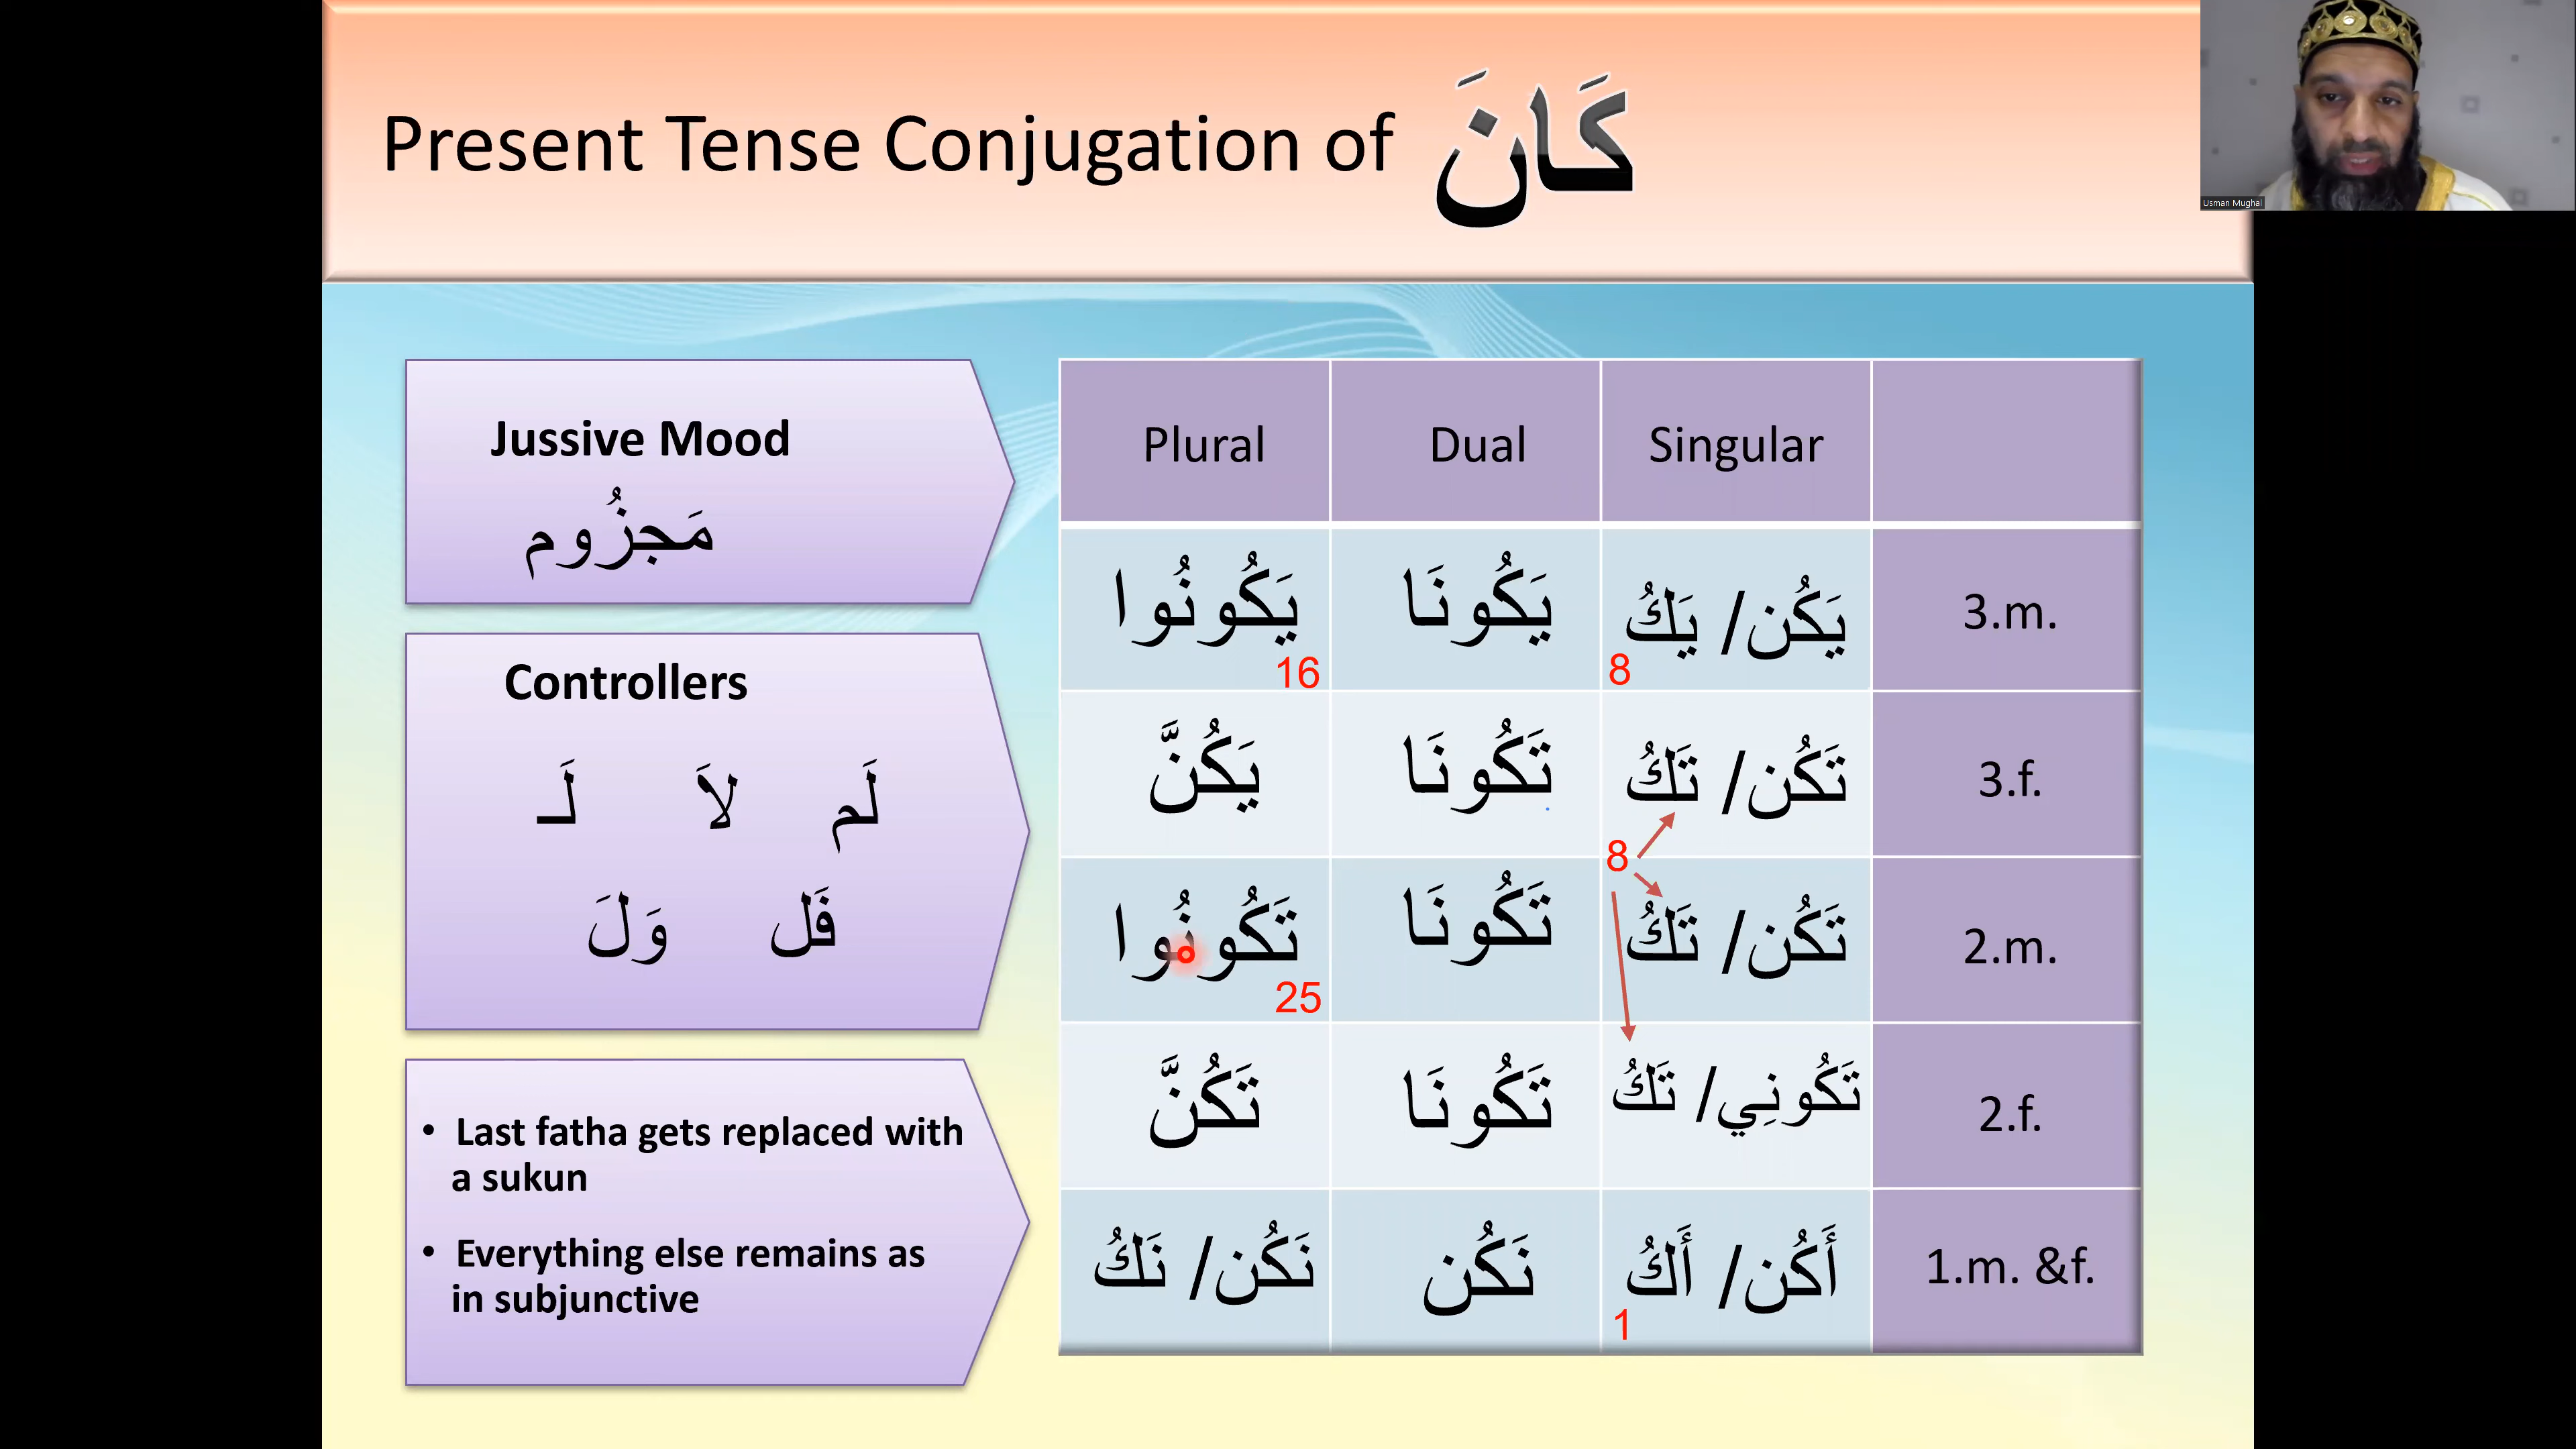 Present Tense Conjugation of كَانَ
Usman Mughal
Jussive Mood
مَجزُوم
Controllers
لَم لاَ لَـ
فَل وَلَ
• Last fatha gets replaced with
a sukun
• Everything else remains as
in subjunctive
Plural Dual Singular
يَكُونُوا يَكُونَا يَكُن/ يَكُ 3.m.
16 8
يَكُنَّ تَكُونَا تَكُن/ تَكُ 3.f.
8
تَكُونُوا تَكُونَا تَكُن/ تَكُ 2.m.
25
تَكُنَّ تَكُونَا تَكُونِي/ تَكُ 2.f.
نَكُن/ نَكُ نَكُن أَكُن/ أَكُ 1.m. &f.
1